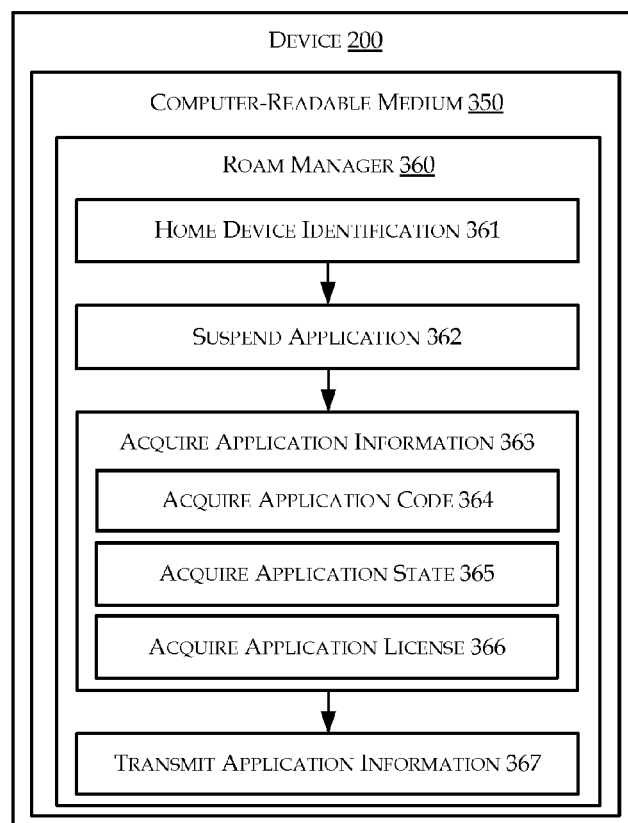 DEVICE 200
COMPUTER-READABLE MEDIUM 350
ROAM MANAGER 360
HOME DEVICE IDENTIFICATION 361
SUSPEND APPLICATION 362
ACQUIRE APPLICATION INFORMATION 363
ACQUIRE APPLICATION CODE 364
ACQUIRE APPLICATION STATE 365
ACQUIRE APPLICATION LICENSE 366
TRANSMIT APPLICATION INFORMATION 367